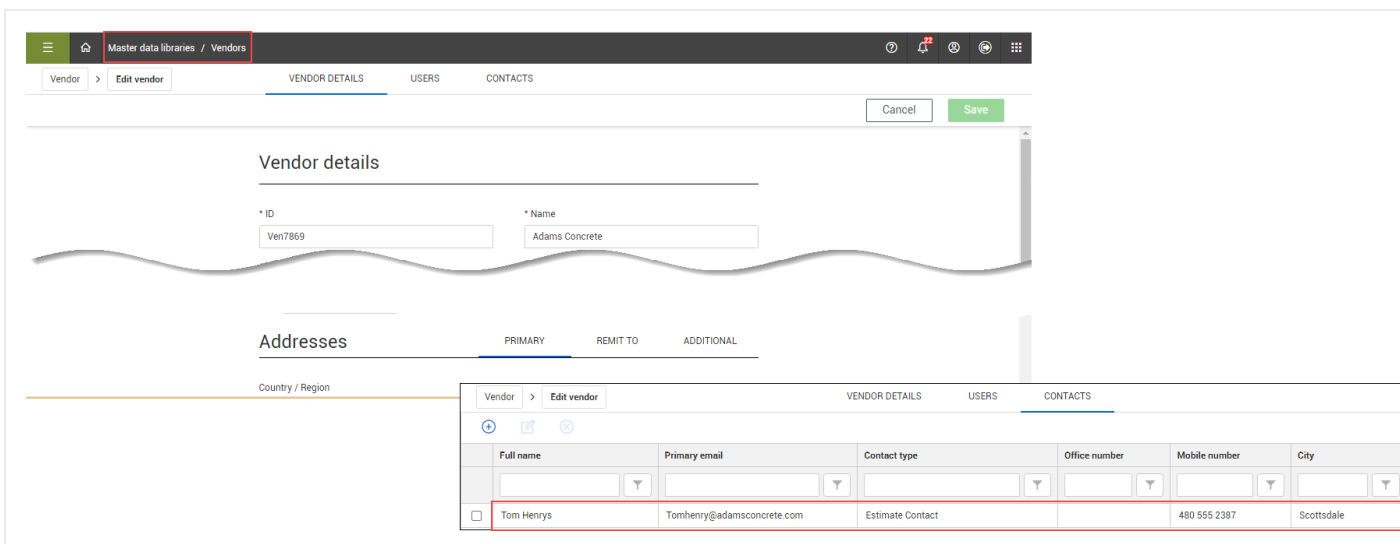 Master data libraries / Vendors
22
Vendor > Edit vendor VENDOR DETAILS USERS CONTACTS
Cancel Save
Vendor details
* ID * Name
Ven7869 Adams Concrete
Addresses PRIMARY REMIT TO ADDITIONAL
Country / Region
Vendor > Edit vendor VENDOR DETAILS USERS CONTACTS
Full name Primary email Contact type Office number Mobile number City
Tom Henrys Tomhenry@adamsconcrete.com Estimate Contact 480 555 2387 Scottsdale